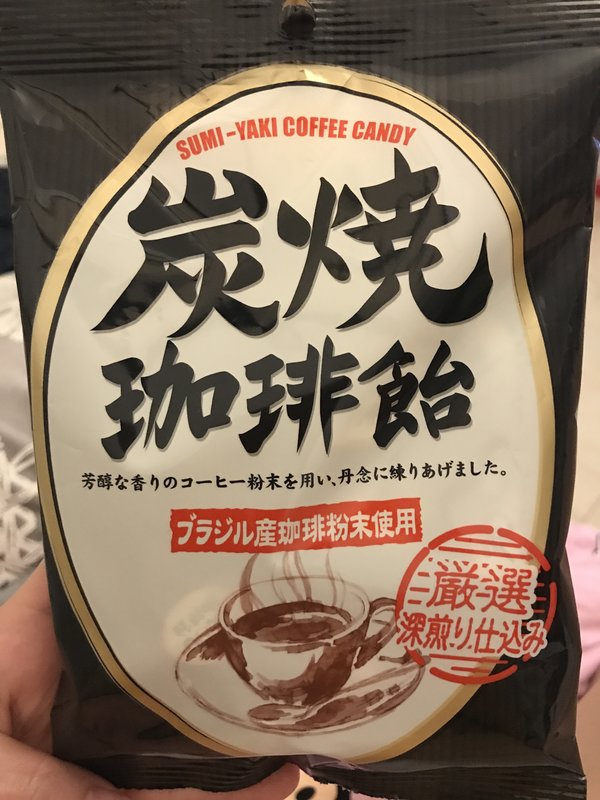 SUMI-YAKI COFFEE CANDY
炭焼
珈琲飴
芳醇な香りのコーヒー粉末を用い、丹念に練りあげました。
ブラジル産珈琲粉末使用
厳選
深煎り仕込み